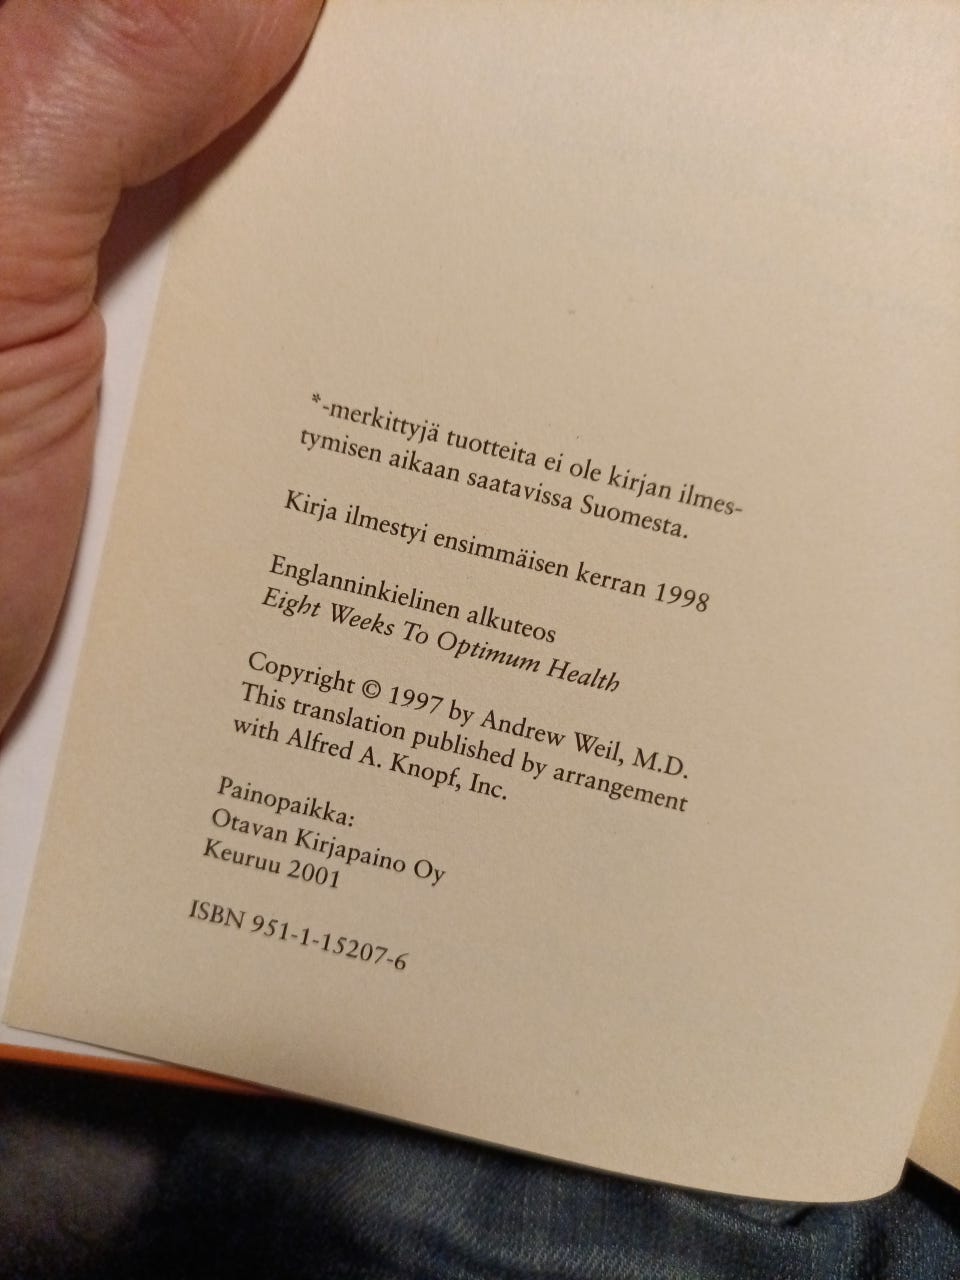 *-merkittyjä tuotteita ei ole kirjan ilmes-
tymisen aikaan saatavissa Suomesta.
Kirja ilmestyi ensimmäisen kerran 1998
Englanninkielinen alkuteos
Eight Weeks To Optimum Health
Copyright © 1997 by Andrew Weil, M.D.
This translation published by arrangement
with Alfred A. Knopf, Inc.
Painopaikka:
Otavan Kirjapaino Oy
Keuruu 2001
ISBN 951-1-15207-6